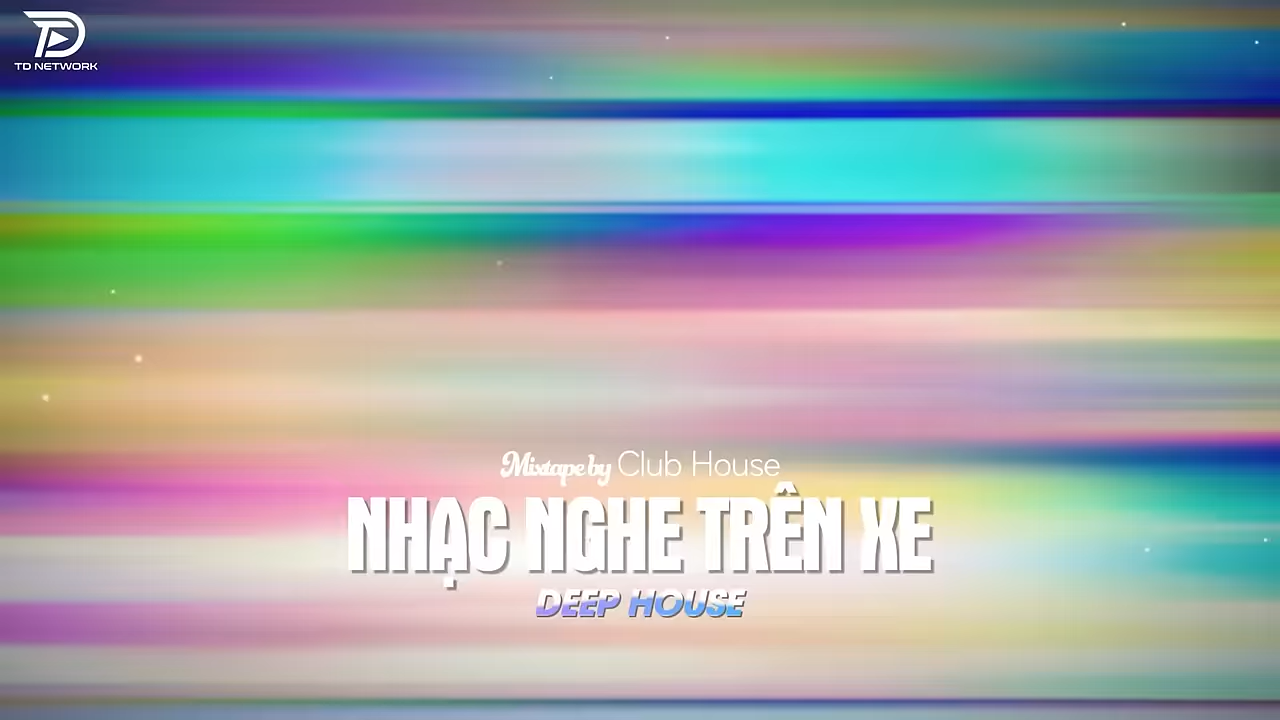 TD NETWORK
Mixtape by Club House
NHẠC NGHE TRÊN XE
DEEP HOUSE